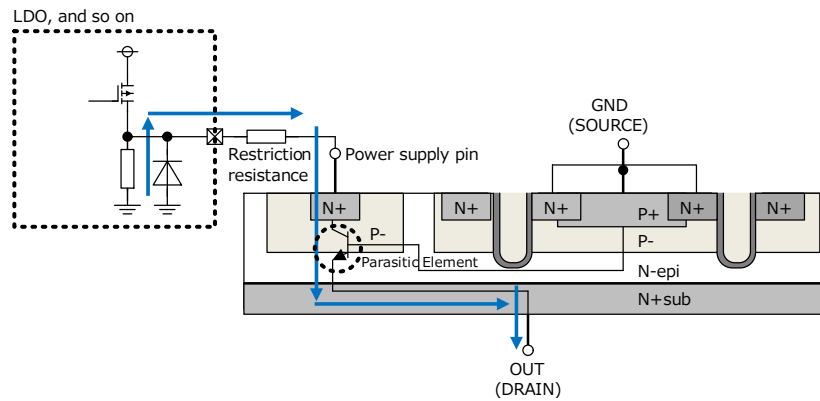 LDO, and so on
GND
(SOURCE)
Restriction
resistance
Power supply pin
N+
N+
N+
N+
N+
P+
P-
P-
Parasitic Element
N-epi
N+sub
OUT
(DRAIN)